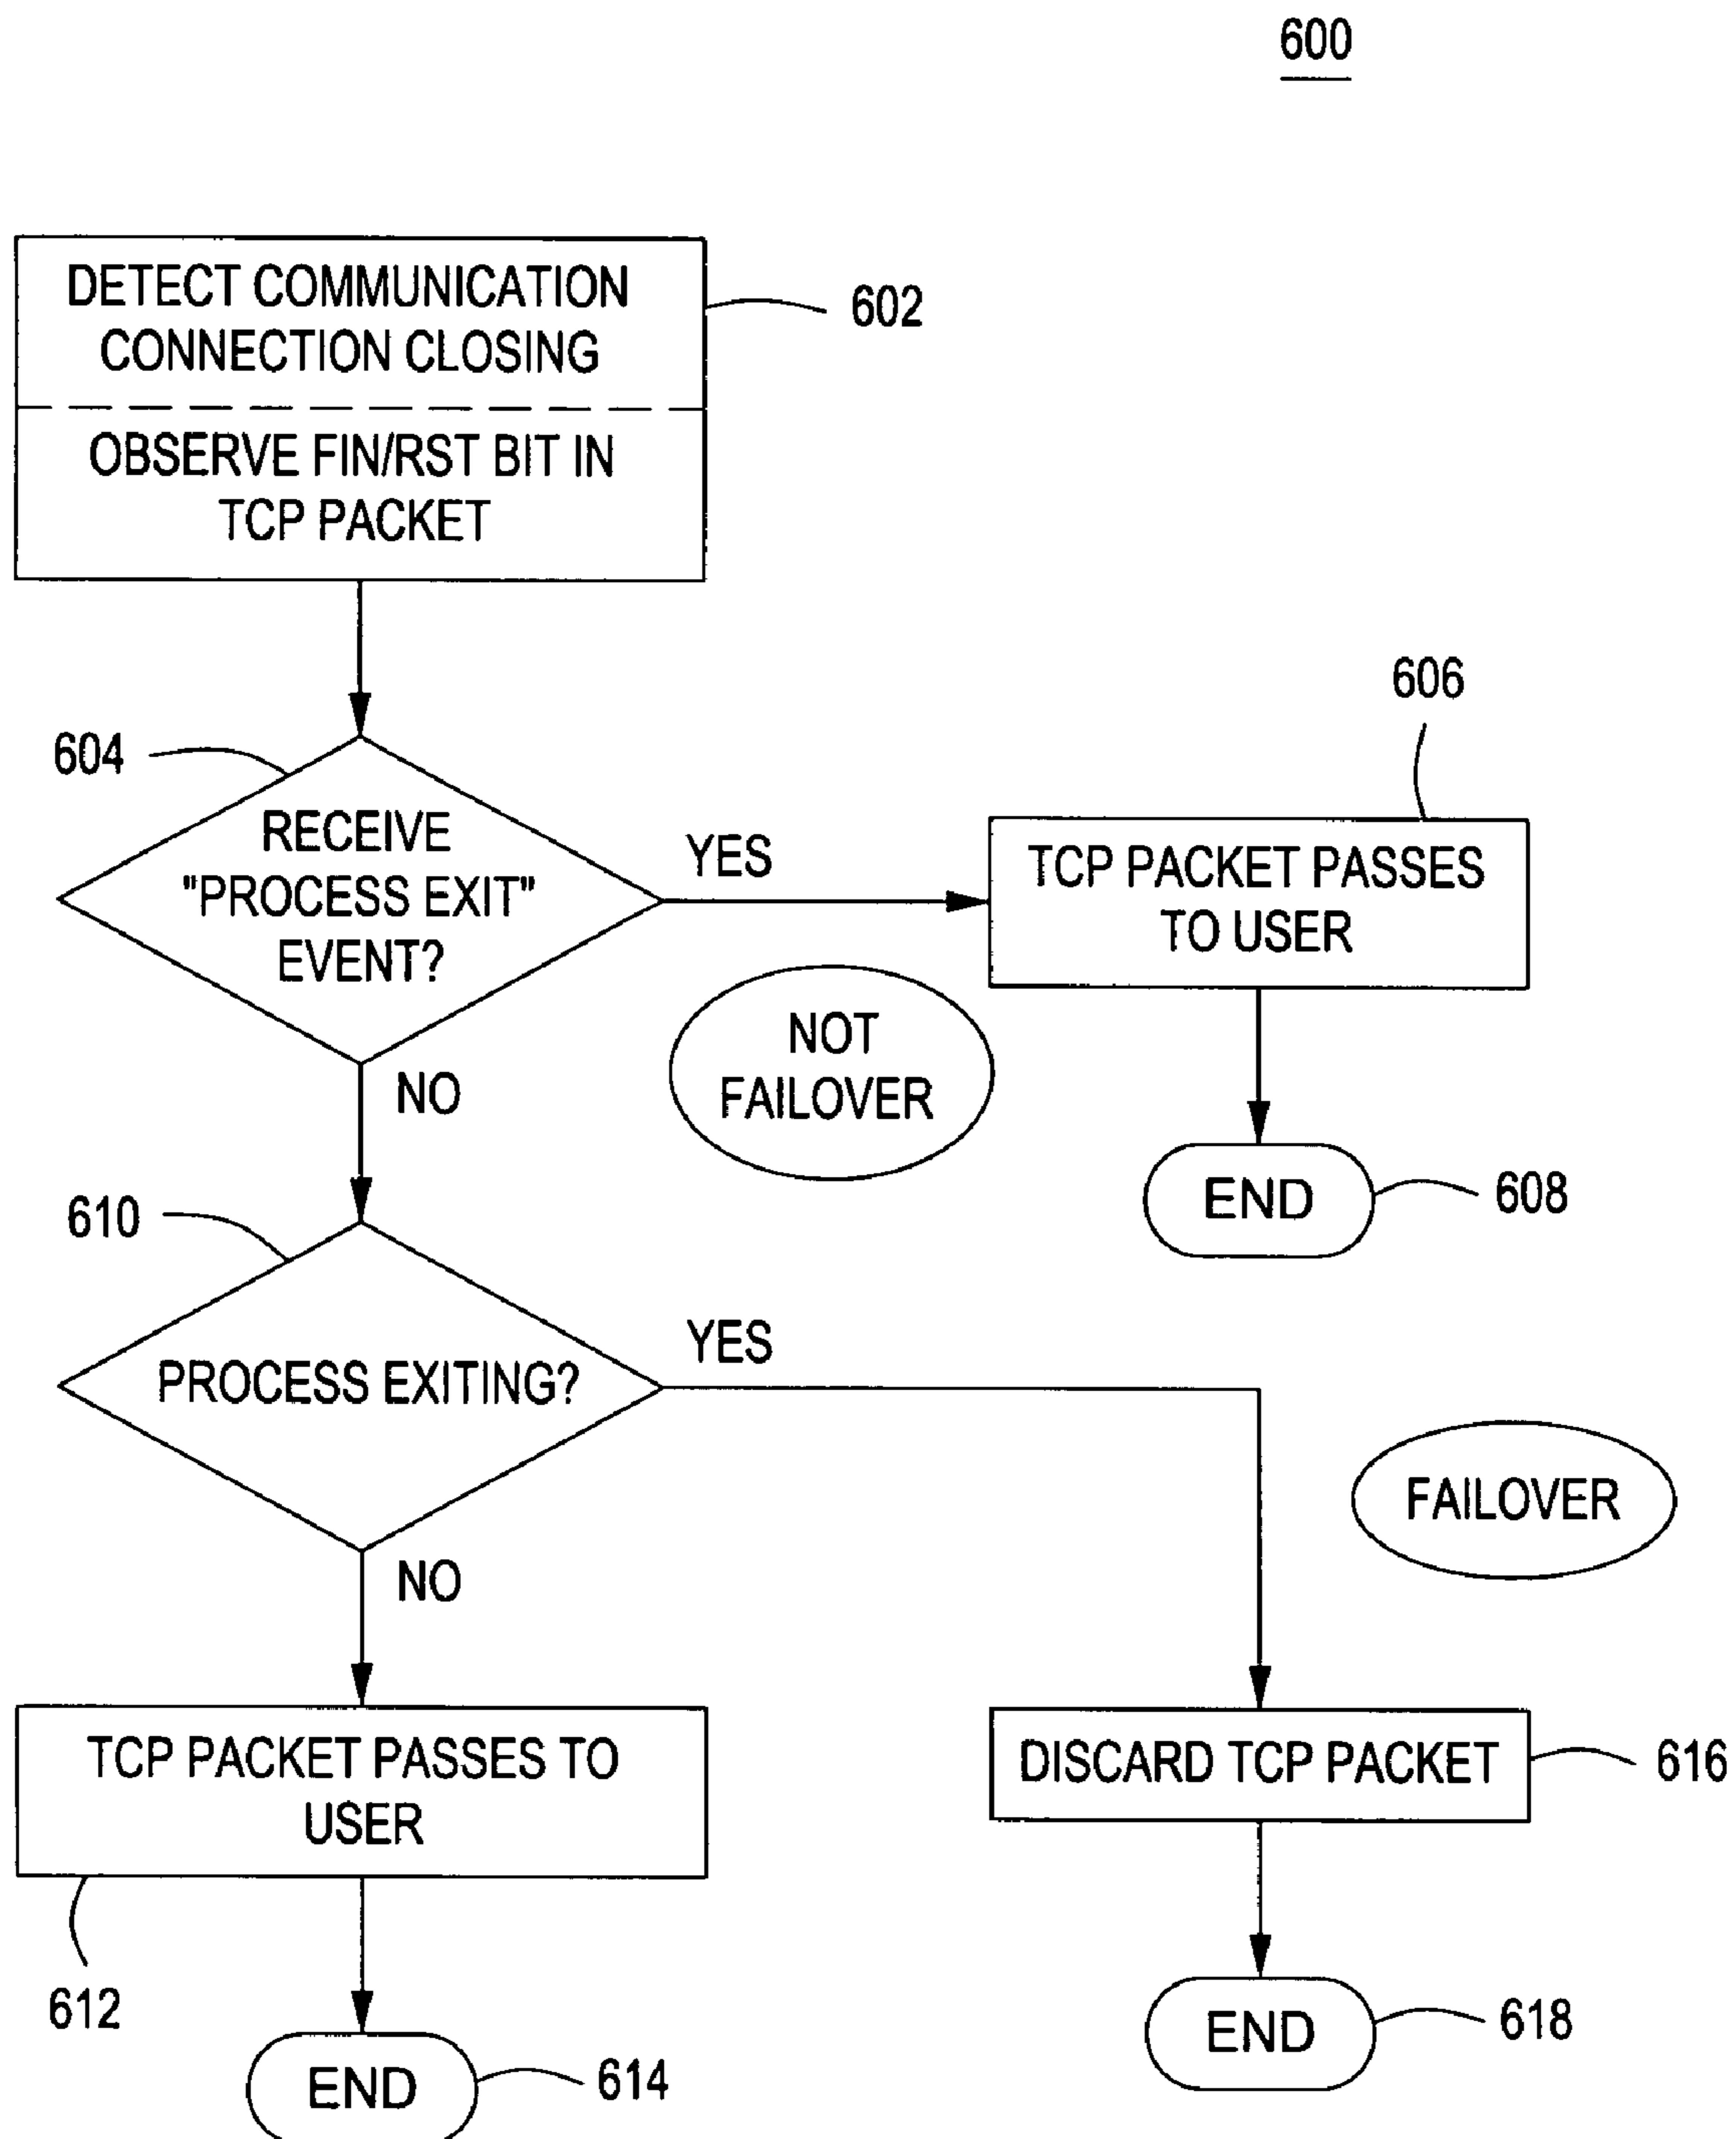 600
DETECT COMMUNICATION
CONNECTION CLOSING
602
OBSERVE FIN/RST BIT IN
TCP PACKET
604
RECEIVE
"PROCESS EXIT"
EVENT?
YES
606
TCP PACKET PASSES
TO USER
NO
NOT
FAILOVER
END
608
610
PROCESS EXITING?
YES
FAILOVER
NO
TCP PACKET PASSES TO
USER
612
DISCARD TCP PACKET
616
END
614
END
618